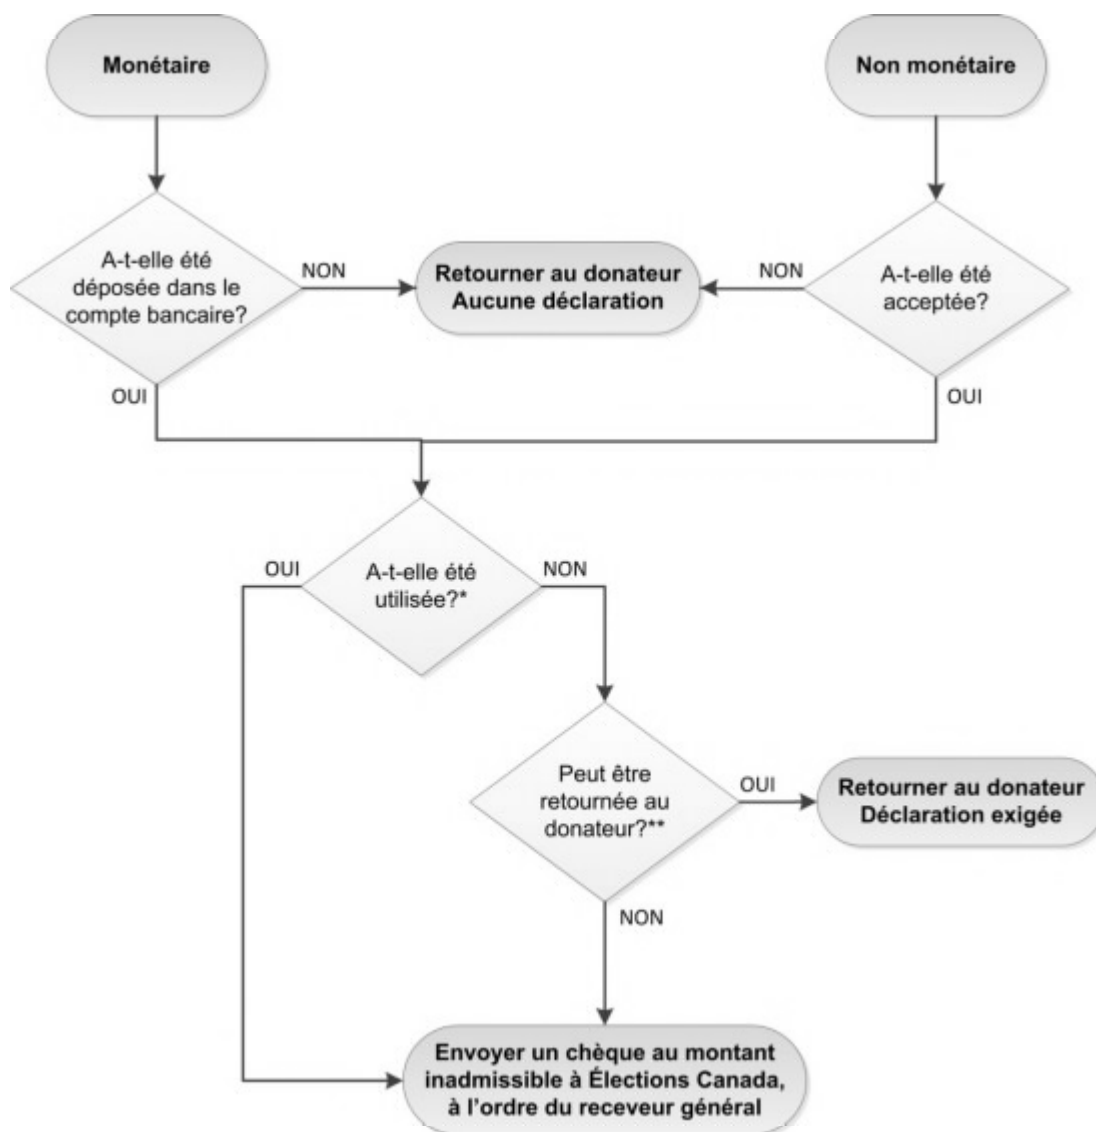 Monétaire
Non monétaire
A-t-elle été
déposée dans le
compte bancaire?
NON
Retourner au donateur
Aucune déclaration
NON
A-t-elle été
acceptée?
OUI
OUI
OUI
A-t-elle été
utilisée?*
NON
Peut être
retournée au
donateur?**
OUI
Retourner au donateur
Déclaration exigée
NON
Envoyer un chèque au montant
inadmissible à Élections Canada,
à l'ordre du receveur général